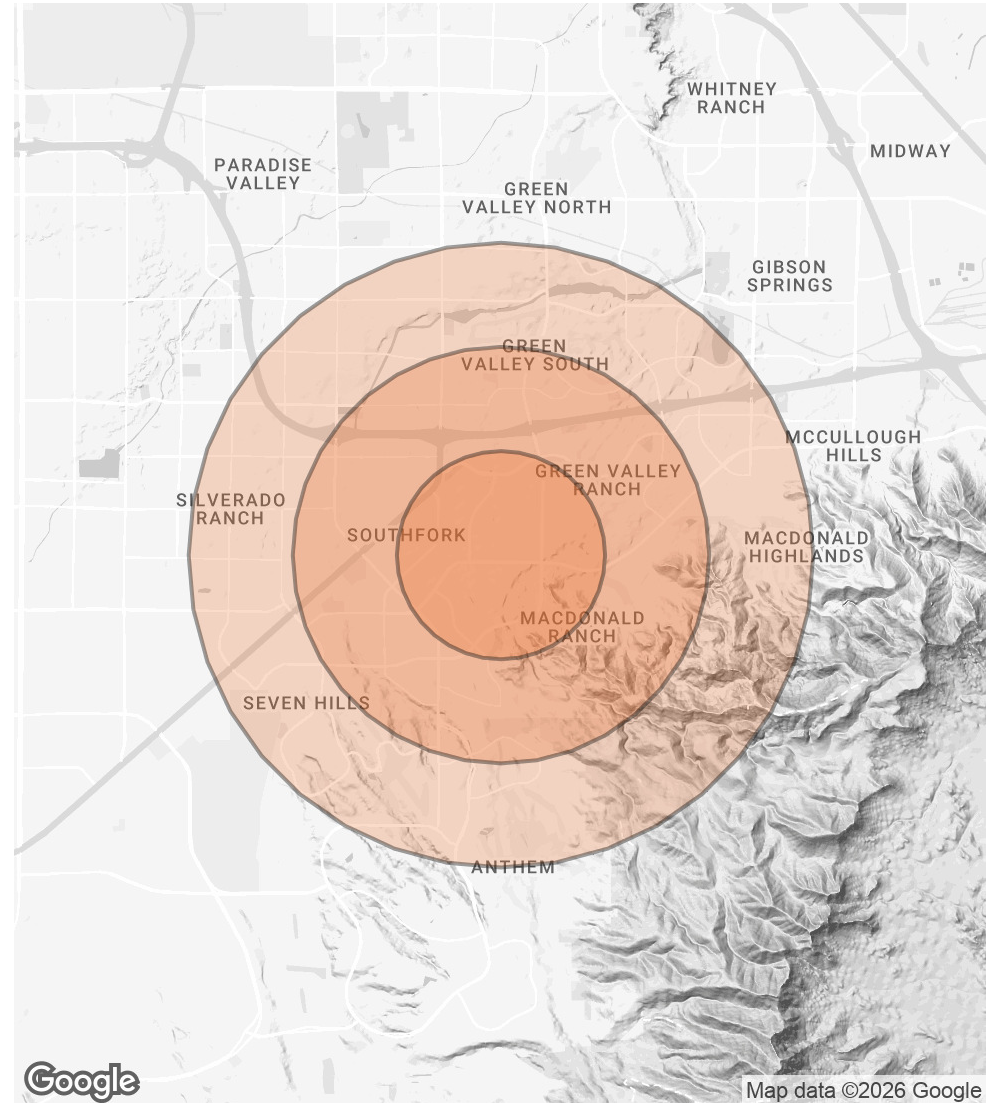 WHITNEY
RANCH
MIDWAY
PARADISE
VALLEY
GREEN
VALLEY NORTH
GIBSON
SPRINGS
GREEN
VALLEY SOUTH
MCCULLOUGH
HILLS
GREEN VALLEY
RANCH
SILVERADO
RANCH
SOUTHFORK
MACDONALD
HIGHLANDS
MACDONALD
RANCH
SEVEN HILLS
ANTHEM
Google
Map data ©2026 Google